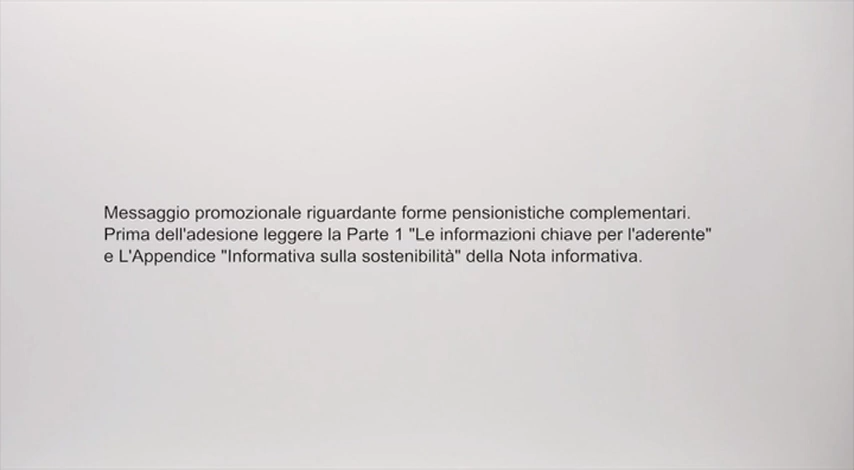 Messaggio promozionale riguardante forme pensionistiche complementari.
Prima dell'adesione leggere la Parte 1 "Le informazioni chiave per l'aderente"
e L'Appendice "Informativa sulla sostenibilità" della Nota informativa.